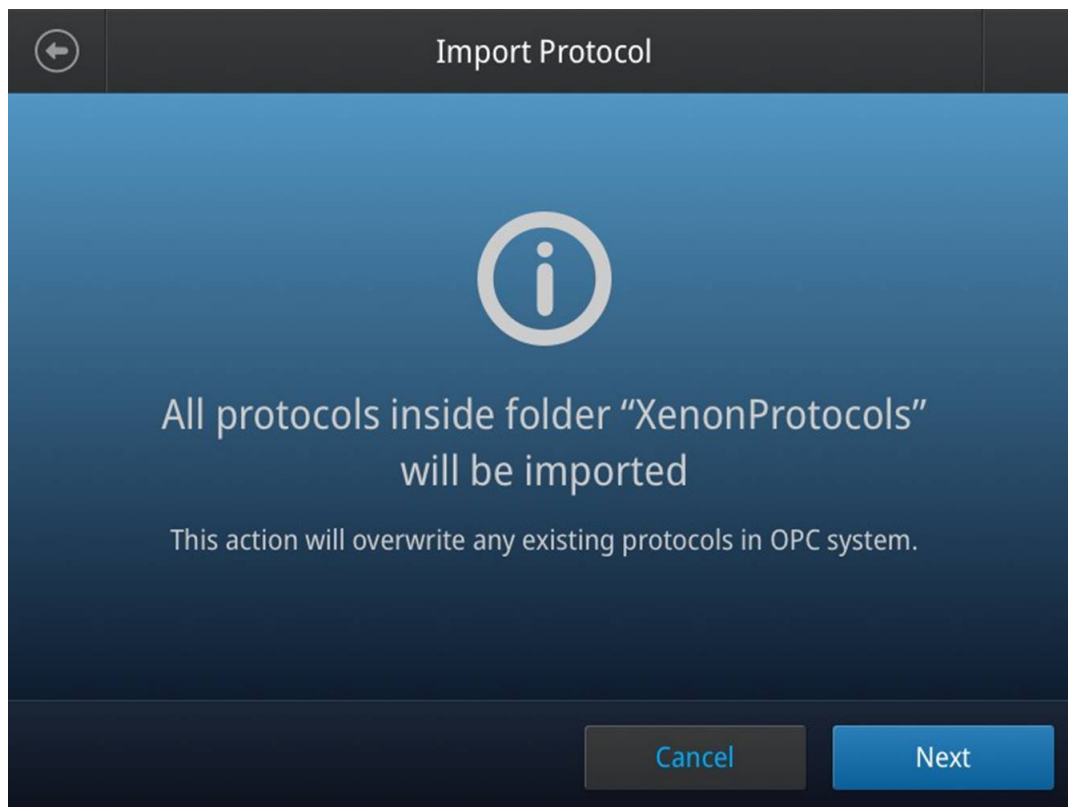 Import Protocol
All protocols inside folder “XenonProtocols”
will be imported
This action will overwrite any existing protocols in OPC system.
Cancel
Next